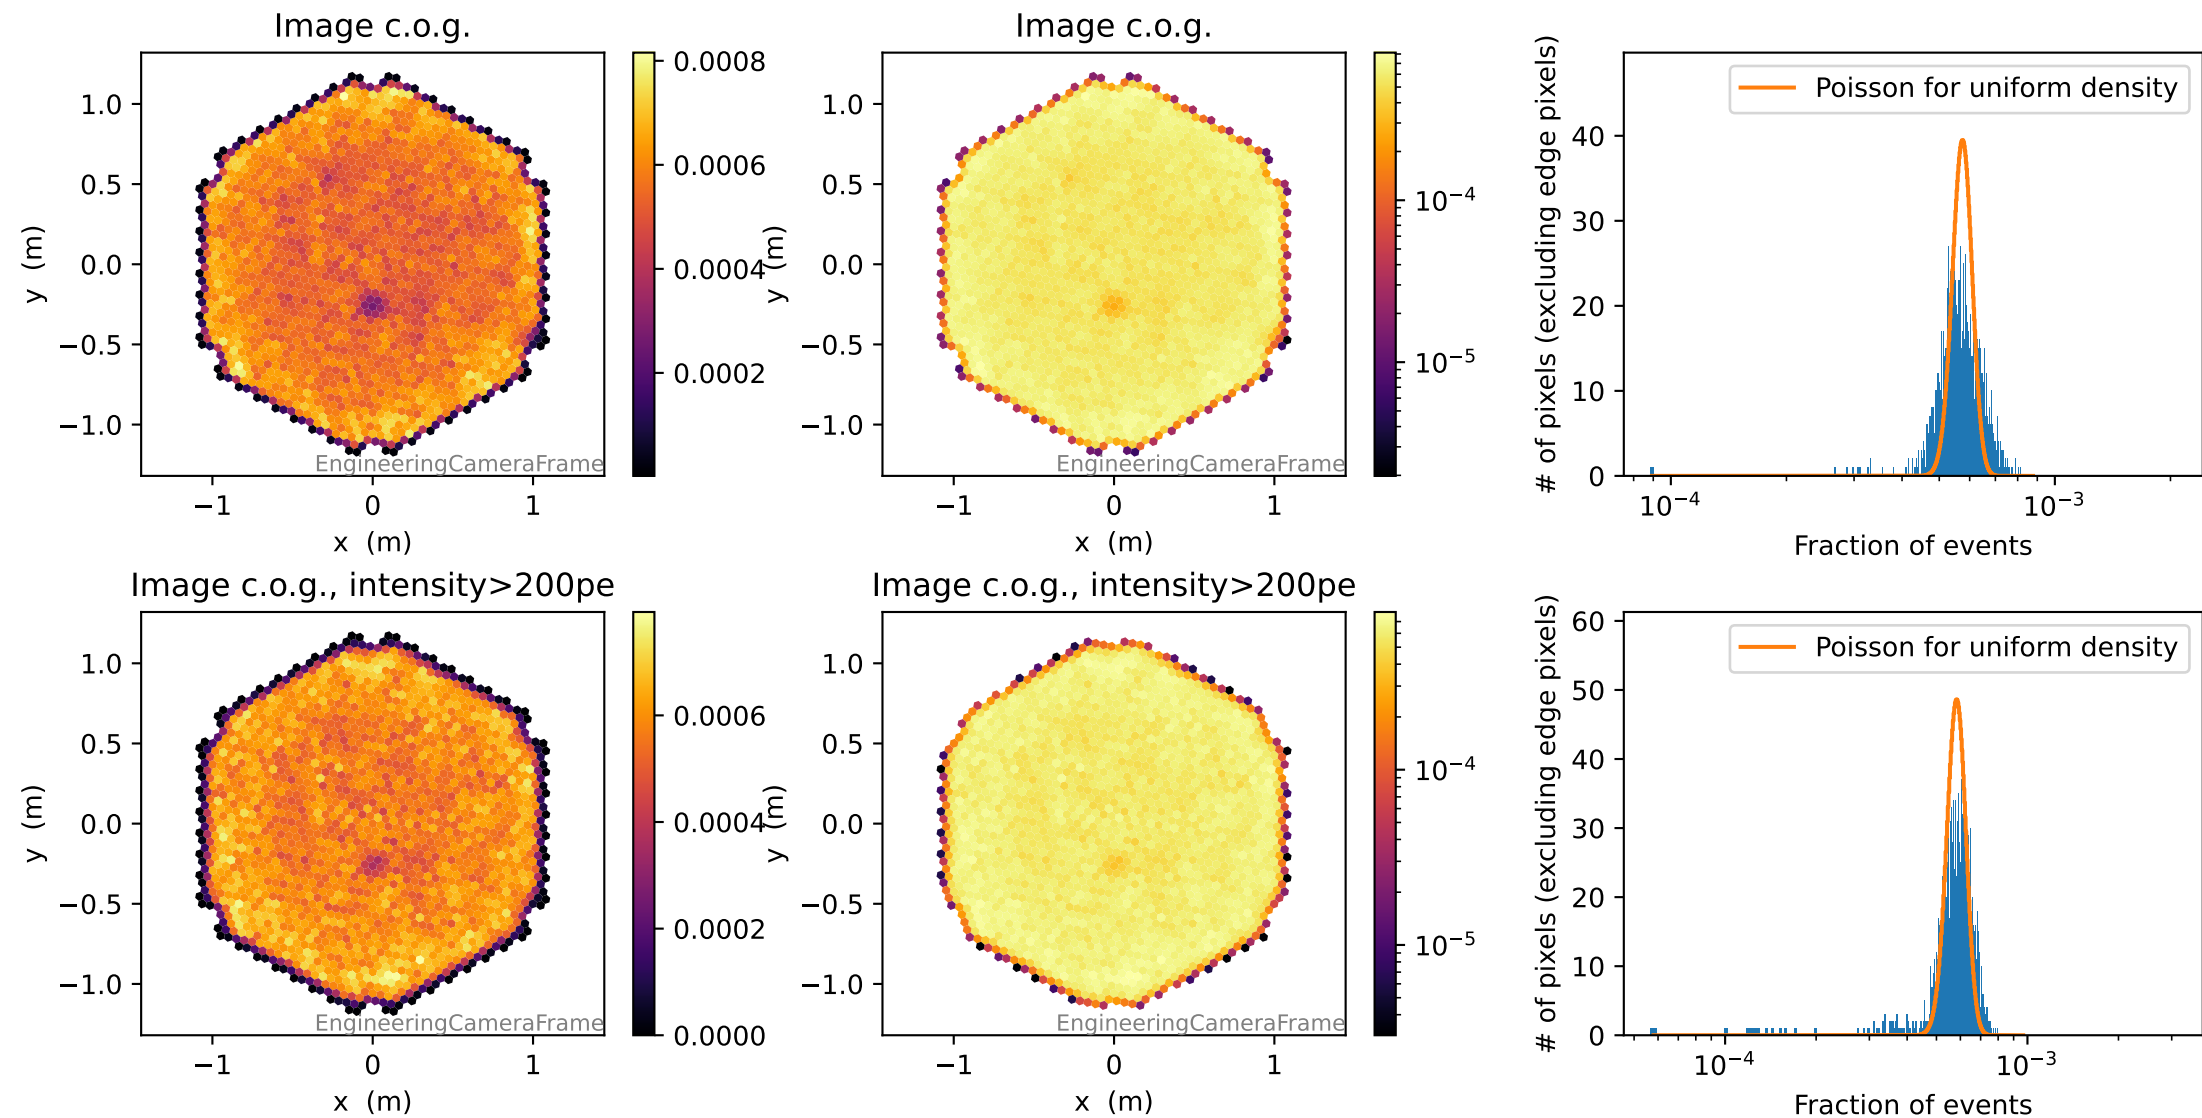 Image c.o.g.
y (m)
1.0
0.5
0.0
−0.5
−1.0
EngineeringCameraFrame
−1 0 1
x (m)
0.0008
0.0006
0.0004
0.0002
Image c.o.g.
y (m)
1.0
0.5
0.0
−0.5
−1.0
EngineeringCameraFrame
−1 0 1
x (m)
10⁻⁴
10⁻⁵
# of pixels (excluding edge pixels)
40
30
20
10
0
Poisson for uniform density
10⁻⁴ 10⁻³
Fraction of events
Image c.o.g., intensity>200pe
y (m)
1.0
0.5
0.0
−0.5
−1.0
EngineeringCameraFrame
−1 0 1
x (m)
0.0006
0.0004
0.0002
0.0000
Image c.o.g., intensity>200pe
y (m)
1.0
0.5
0.0
−0.5
−1.0
EngineeringCameraFrame
−1 0 1
x (m)
10⁻⁴
10⁻⁵
# of pixels (excluding edge pixels)
60
50
40
30
20
10
0
Poisson for uniform density
10⁻⁴ 10⁻³
Fraction of events